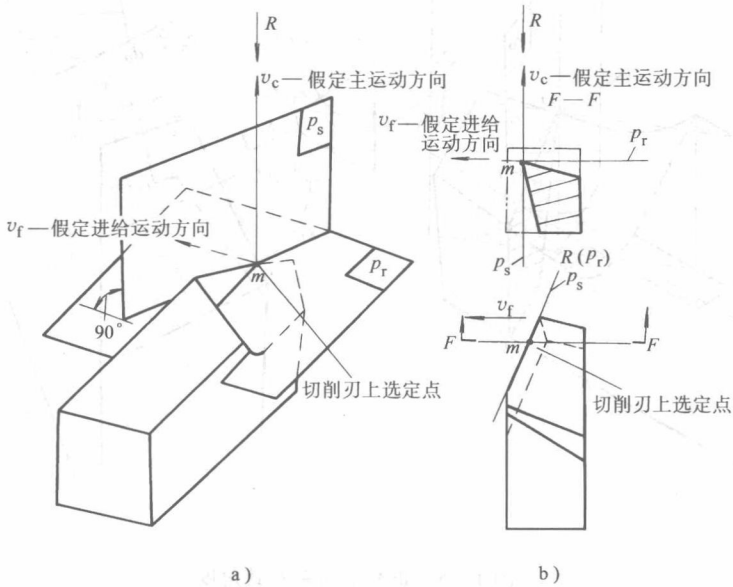 R
v_c—假定主运动方向
p_s
v_f—假定进给运动方向
p_r
m
90°
切削刃上选定点
a)
R
v_c—假定主运动方向
F—F
v_f—假定进给
运动方向
p_r
m
p_s
R(p_r)
p_s
v_f
F
m
F
切削刃上选定点
b)